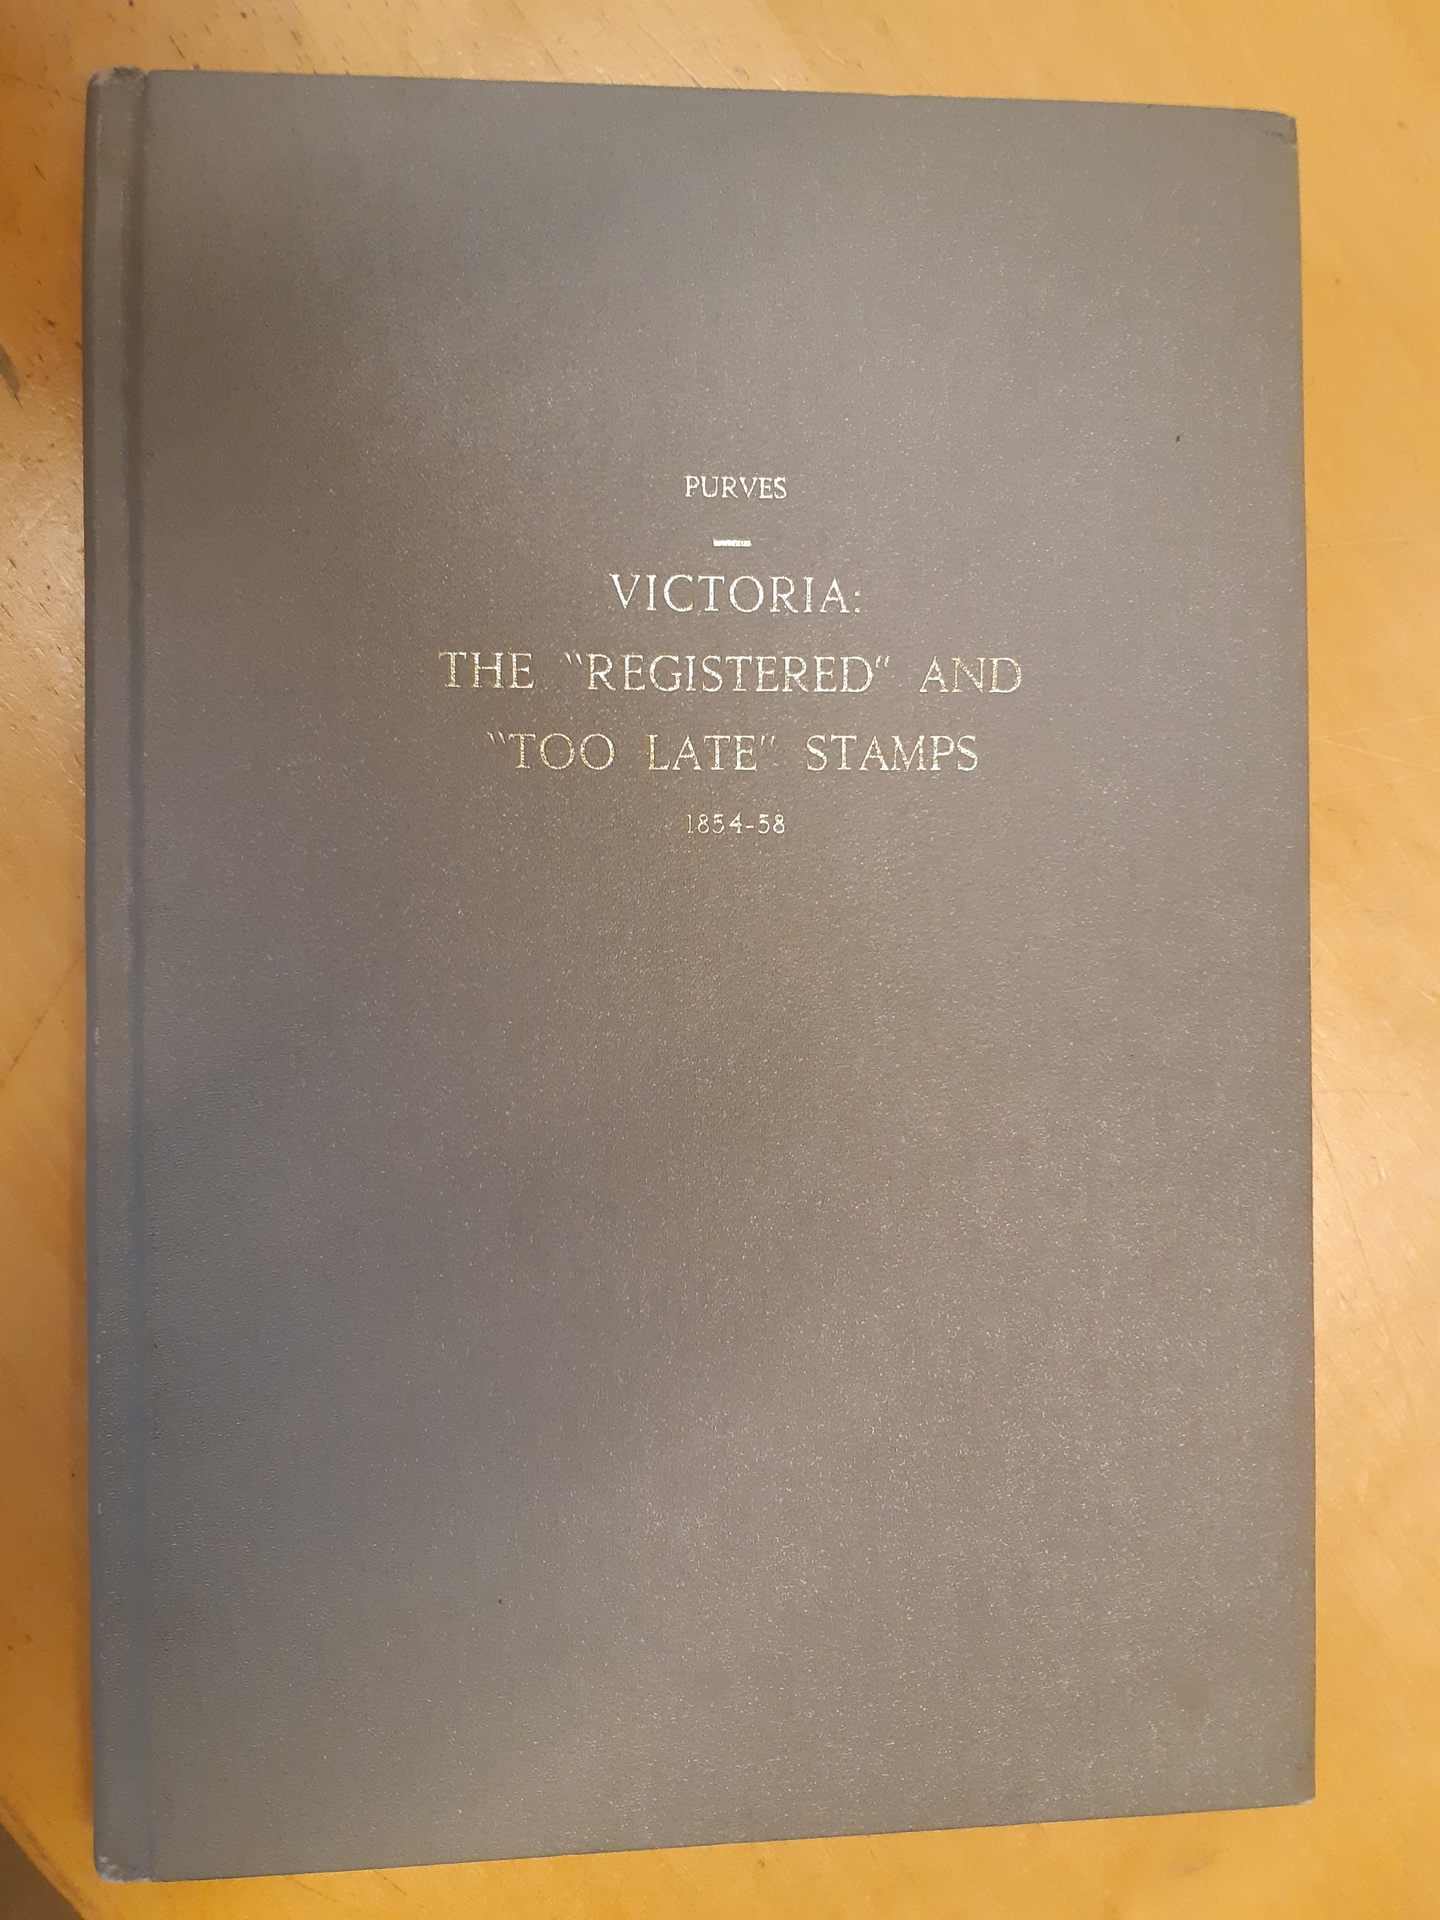 PURVES
VICTORIA:
THE "REGISTERED" AND
"TOO LATE" STAMPS
1854-58